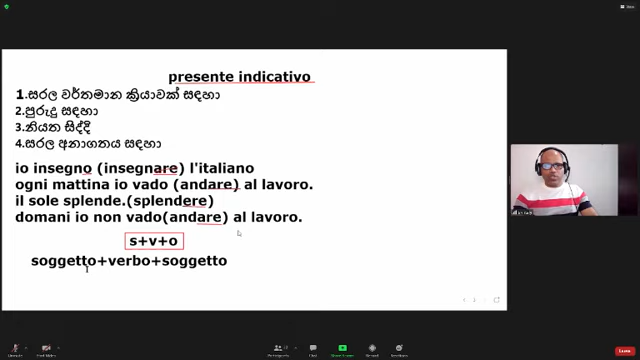 presente indicativo
1.සරල වර්තමාන ක්‍රියාවක් සඳහා
2.පුරුදු සඳහා
3.නියත සිද්දි
4.සරල අනාගතය සඳහා
io insegno (insegnare) l'italiano
ogni mattina io vado (andare) al lavoro.
il sole splende.(splendere)
domani io non vado(andare) al lavoro.
s+v+o
soggetto+verbo+soggetto